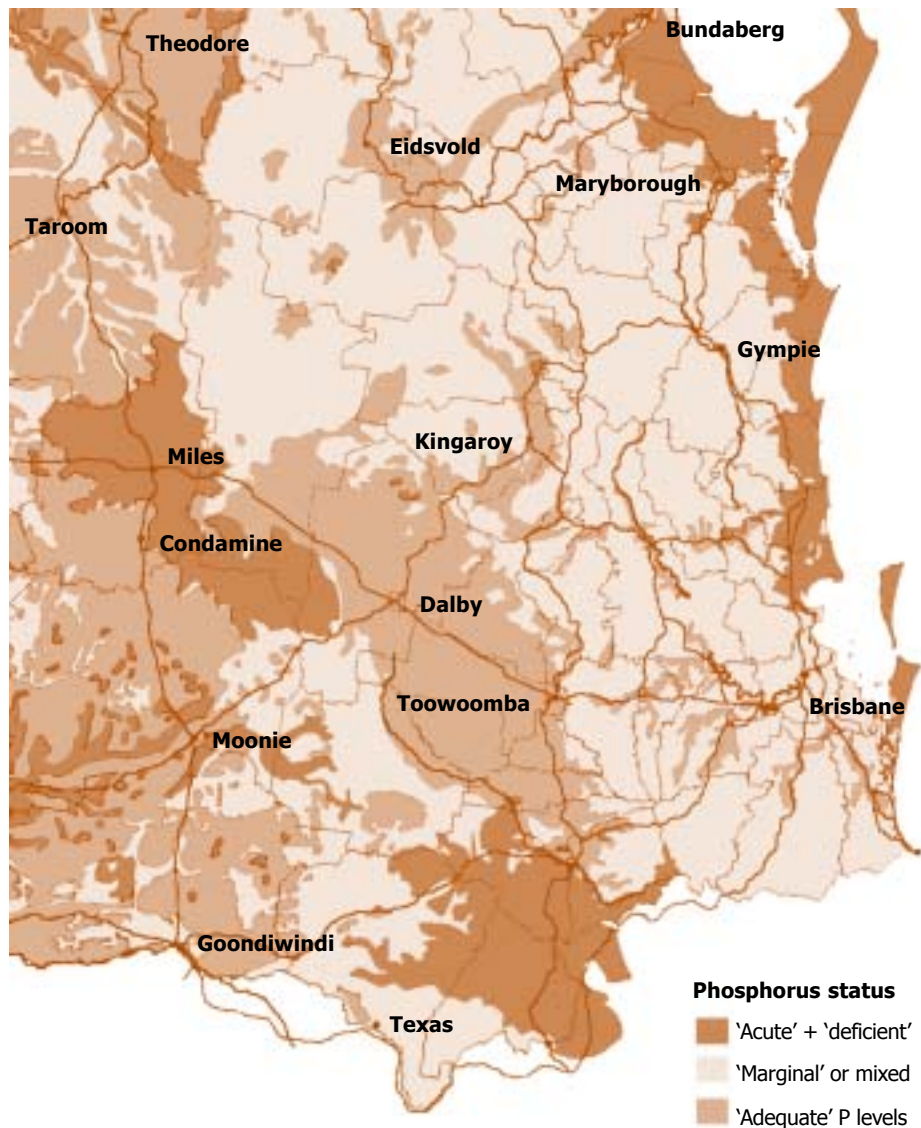 Bundaberg
Theodore
Eidsvold
Maryborough
Taroom
Gympie
Kingaroy
Miles
Condamine
Dalby
Toowoomba
Brisbane
Moonie
Goondiwindi
Texas
Phosphorus status
‘Acute’ + ‘deficient’
‘Marginal’ or mixed
‘Adequate’ P levels